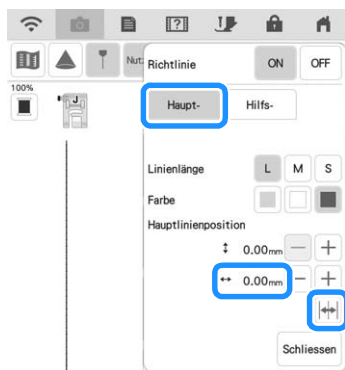 Nut
Richtlinie ON OFF
100%
J
Haupt- Hilfs-
Linienlänge L M S
Farbe
Hauptlinienposition
0.00mm
0.00mm
Schliessen